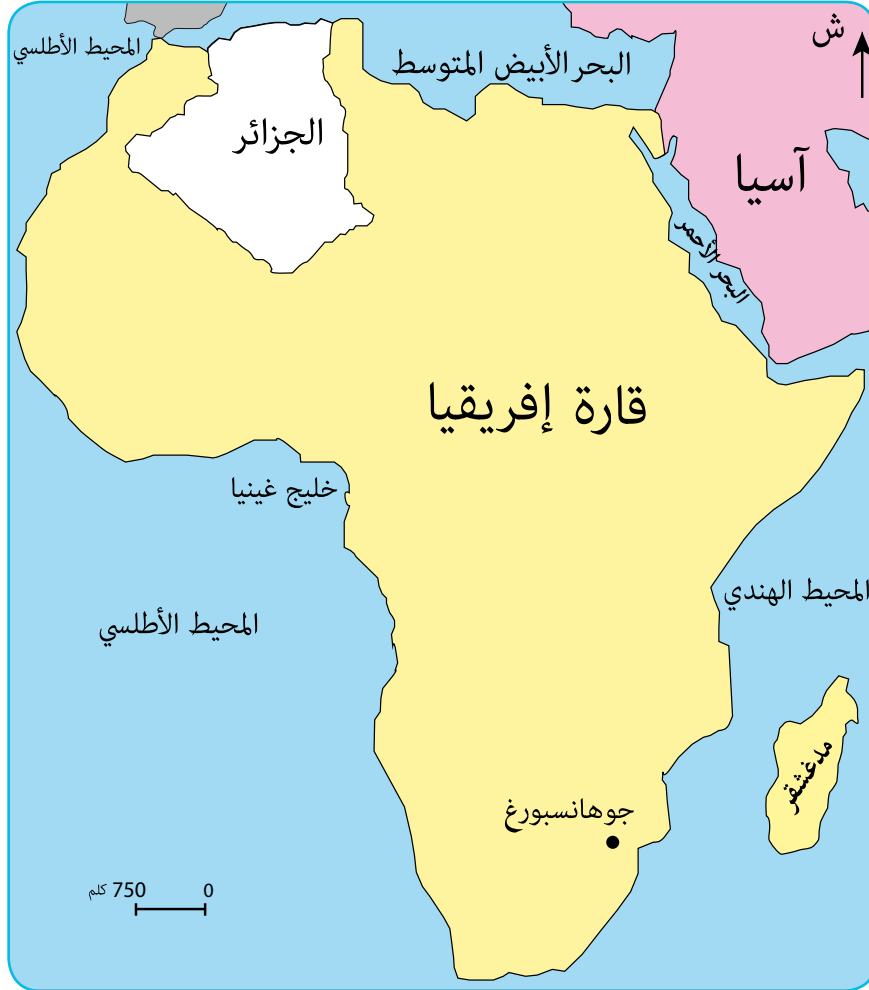 ش
المحيط الأطلسي
البحر الأبيض المتوسط
الجزائر
آسيا
البحر الأحمر
قارة إفريقيا
خليج غينيا
المحيط الهندي
المحيط الأطلسي
مدغشقر
جوهانسبورغ
0 750 كلم